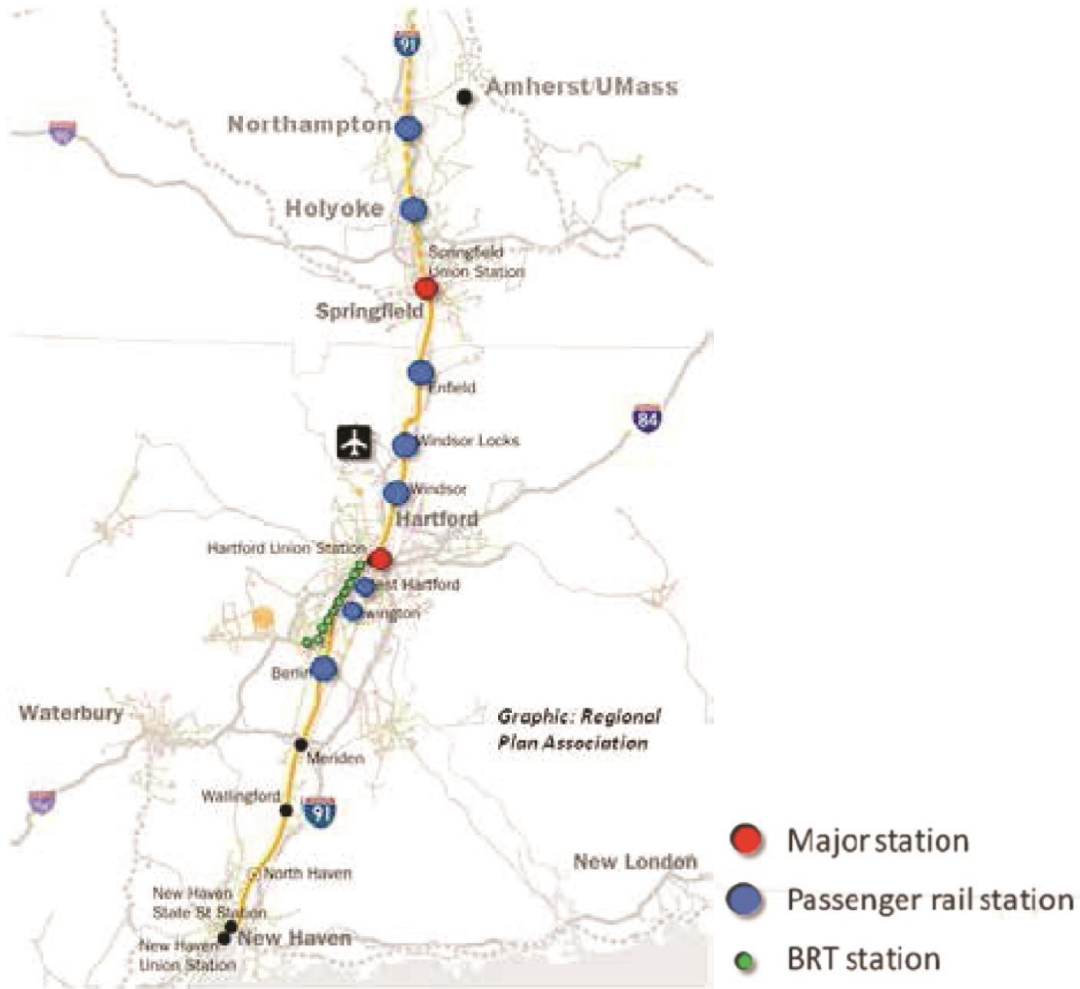 91
Amherst/UMass
Northampton
Holyoke
Springfield
Union Station
Springfield
Enfield
84
Windsor Locks
Windsor
Hartford
Hartford Union Station
Hartford
Berlin
Waterbury
Graphic: Regional
Plan Association
Meriden
Wallingford
91
North Haven
New London
New Haven
State St Station
New Haven
New Haven
Union Station
Major station
Passenger rail station
BRT station